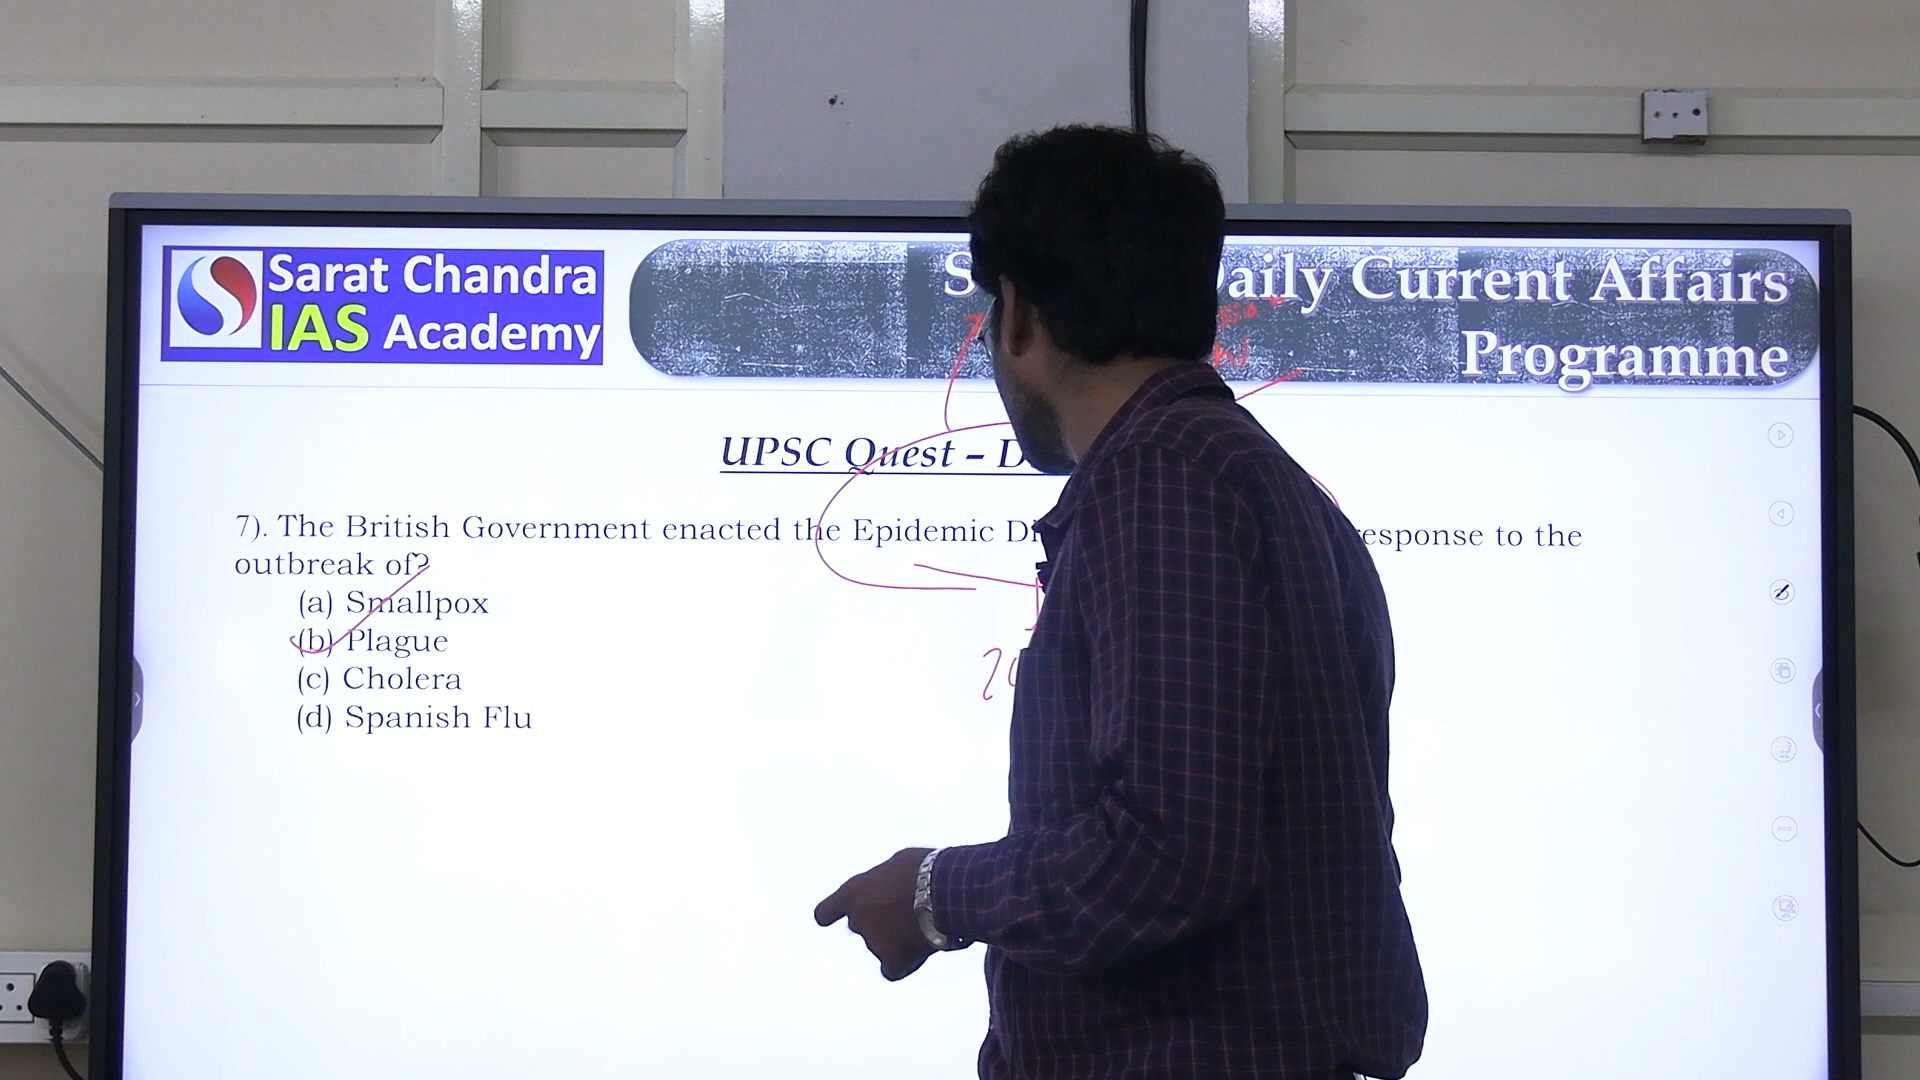 Sarat Chandra
IAS Academy
Daily Current Affairs
Programme
UPSC Quest –
7). The British Government enacted the Epidemic response to the
outbreak of?
(a) Smallpox
(b) Plague
(c) Cholera
(d) Spanish Flu